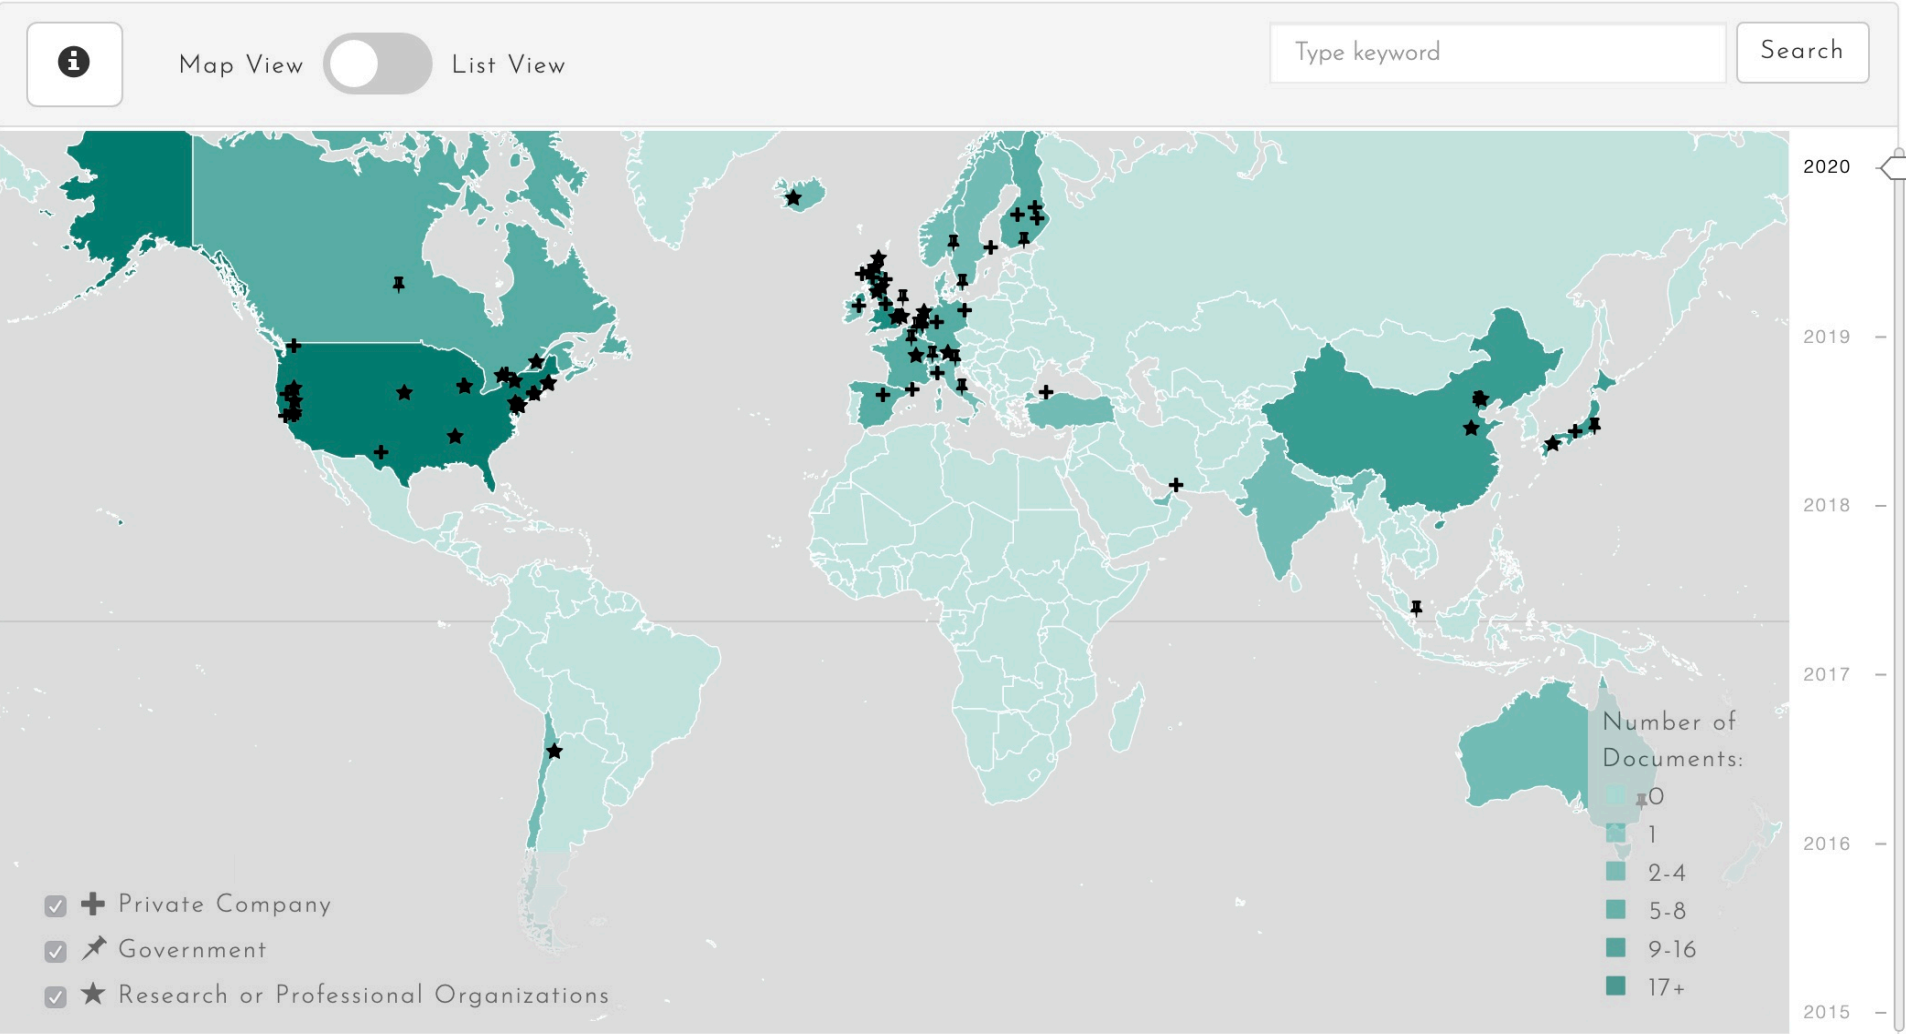 Map View
List View
Type keyword
Search
2020
2019
2018
2017
2016
2015
Number of
Documents:
0
1
2-4
5-8
9-16
17+
Private Company
Government
Research or Professional Organizations